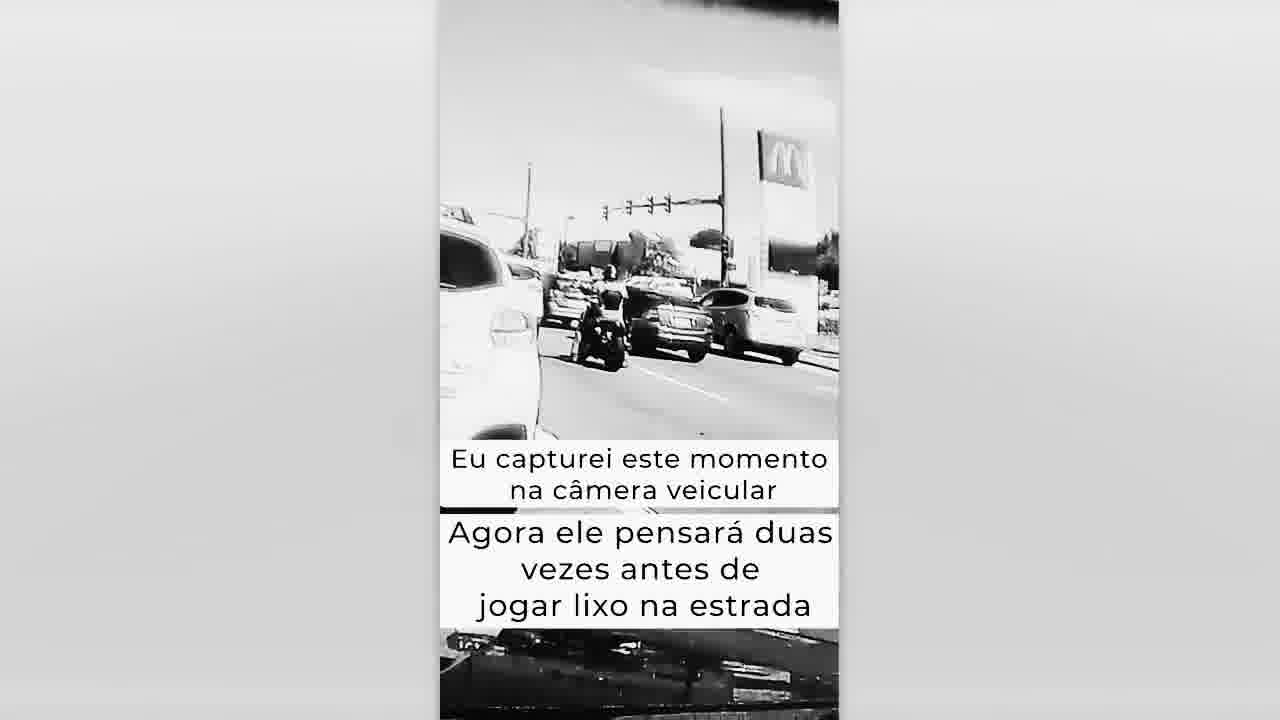 Eu capturei este momento
na câmera veicular
Agora ele pensará duas
vezes antes de
jogar lixo na estrada